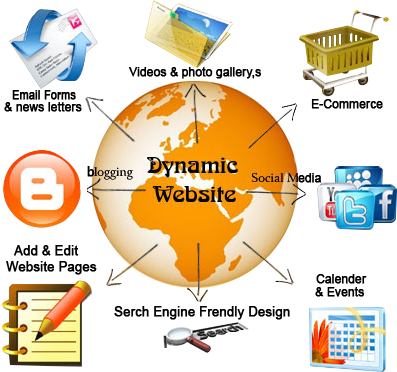 Email Forms
& news letters
Videos & photo gallery,s
E-Commerce
blogging
Dynamic
Website
Social Media
You
Add & Edit
Website Pages
Serch Engine Frendly Design
Search
Calender
& Events